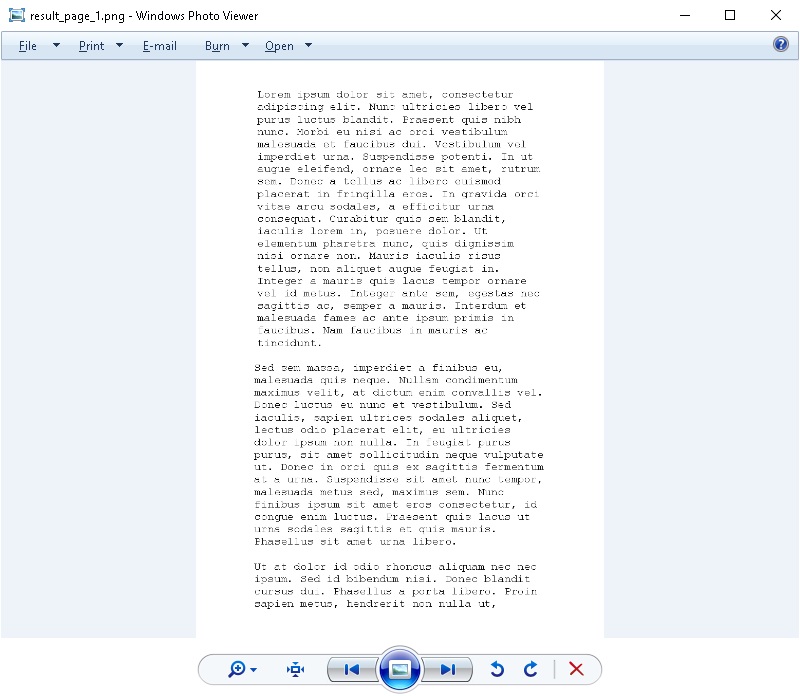 result_page_1.png - Windows Photo Viewer
File Print E-mail Burn Open
Lorem ipsum dolor sit amet, consectetur
adipiscing elit. Nunc ultricies libero vel
purus luctus blandit. Praesent quis nibh
nunc. Morbi eu nisi ac orci vestibulum
malesuada et faucibus dui. Vestibulum vel
imperdiet urna. Suspendisse potenti. In ut
augue eleifend, ornare leo sit amet, rutrum
sem. Donec a tellus ac libero euismod
placerat in fringilla eros. In gravida orci
vitae arcu sodales, a efficitur urna
consequat. Curabitur quis sem blandit,
iaculis lorem in, posuere dolor. Ut
elementum pharetra nunc, quis dignissim
nisi ornare non. Mauris iaculis risus
tellus, non aliquet augue feugiat in.
Integer a mauris quis lacus tempor ornare
vel id metus. Integer ante sem, egestas nec
sagittis ac, semper a mauris. Interdum et
malesuada fames ac ante ipsum primis in
faucibus. Nam faucibus in mauris ac
tincidunt.
Sed sem massa, imperdiet a finibus eu,
malesuada quis neque. Nullam condimentum
maximus velit, at dictum enim convallis vel.
Donec luctus eu nunc et vestibulum. Sed
iaculis, sapien ultrices sodales aliquet,
lectus odio placerat elit, eu ultricies
dolor ipsum non nulla. In feugiat purus
purus, sit amet sollicitudin neque vulputate
ut. Donec in orci quis ex sagittis fermentum
at a urna. Suspendisse sit amet nunc tempor,
malesuada metus sed, maximus sem. Nunc
finibus ipsum sit amet eros consectetur, id
congue enim luctus. Praesent quis lacus ut
urna sodales sagittis et quis mauris.
Phasellus sit amet urna libero.
Ut at dolor id odio rhoncus aliquam nec nec
ipsum. Sed id bibendum nisi. Donec blandit
cursus dui. Phasellus a porta libero. Proin
sapien metus, hendrerit non nulla ut,